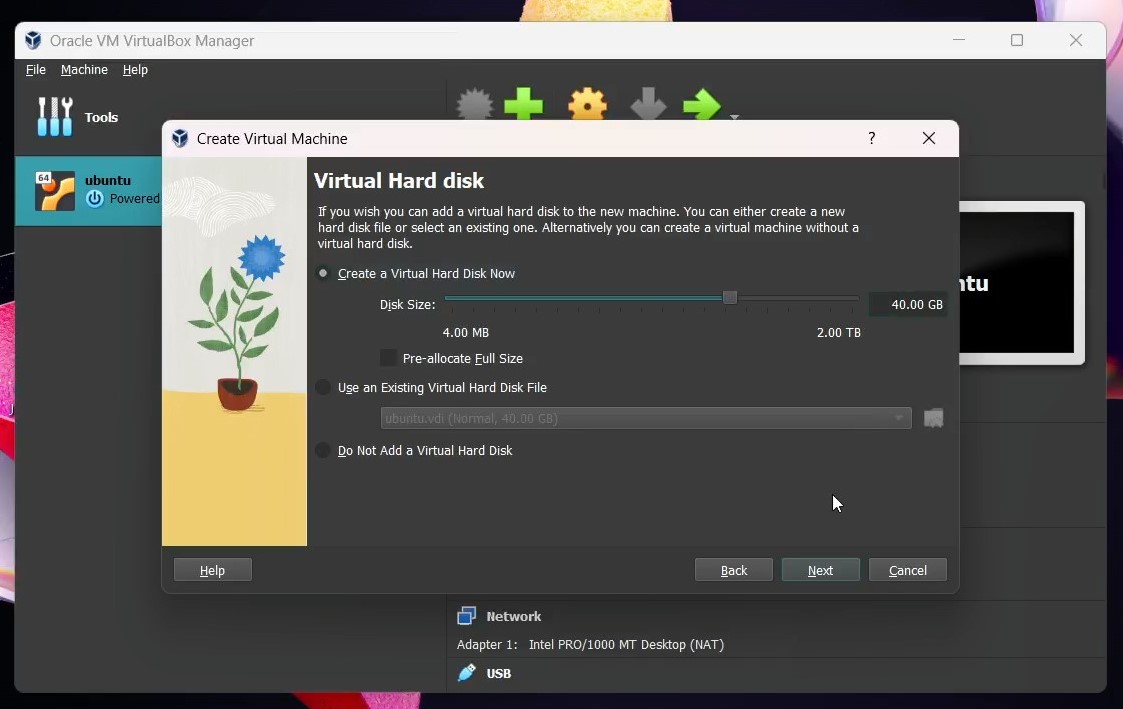 Oracle VM VirtualBox Manager
File Machine Help
Tools
Create Virtual Machine
?
64
ubuntu
Powered
Virtual Hard disk
If you wish you can add a virtual hard disk to the new machine. You can either create a new
hard disk file or select an existing one. Alternatively you can create a virtual machine without a
virtual hard disk.
Create a Virtual Hard Disk Now
Disk Size:
40.00 GB
4.00 MB
2.00 TB
Pre-allocate Full Size
Use an Existing Virtual Hard Disk File
ubuntu.vdi (Normal, 40.00 GB)
Do Not Add a Virtual Hard Disk
ntu
Help
Back
Next
Cancel
Network
Adapter 1: Intel PRO/1000 MT Desktop (NAT)
USB